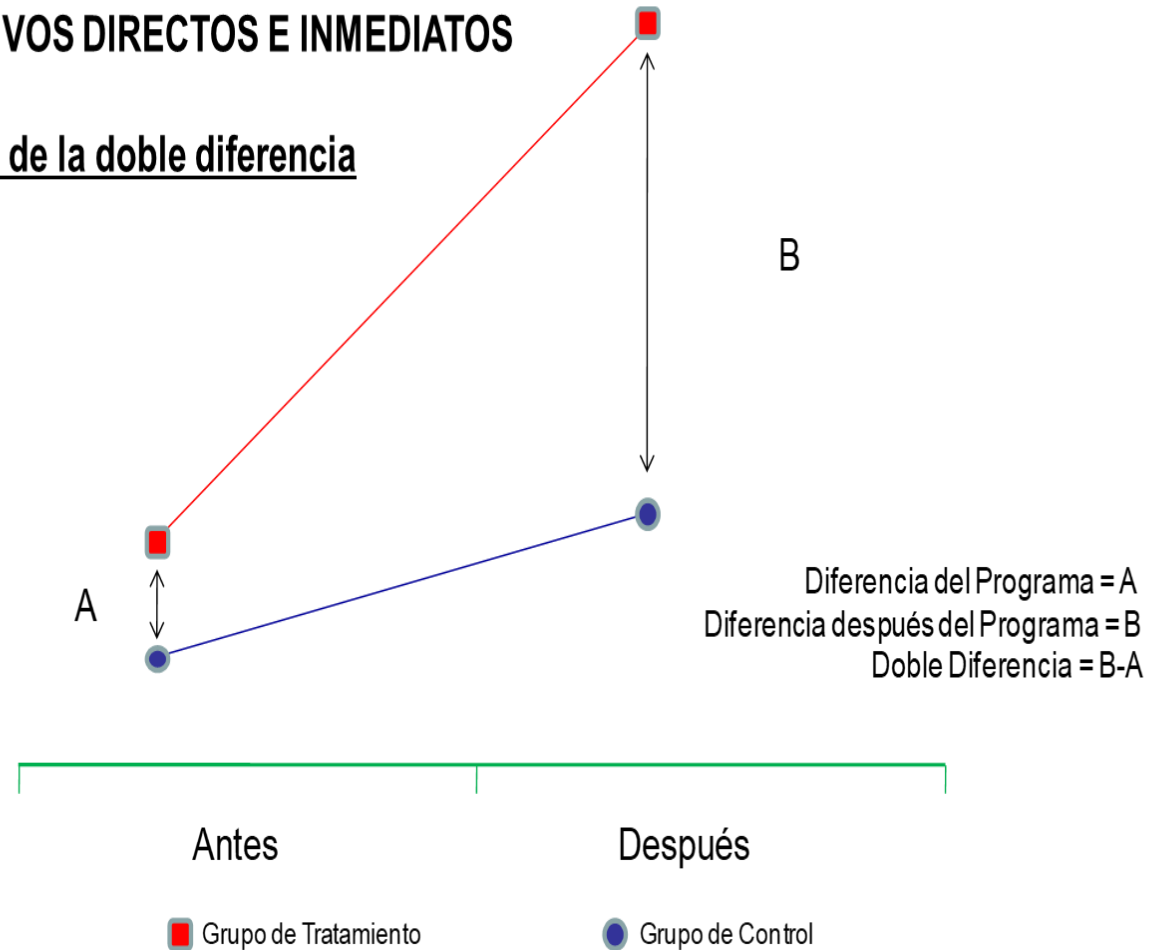 VOS DIRECTOS E INMEDIATOS
de la doble diferencia
B
A
Diferencia del Programa = A
Diferencia después del Programa = B
Doble Diferencia = B-A
Antes
Después
Grupo de Tratamiento
Grupo de Control